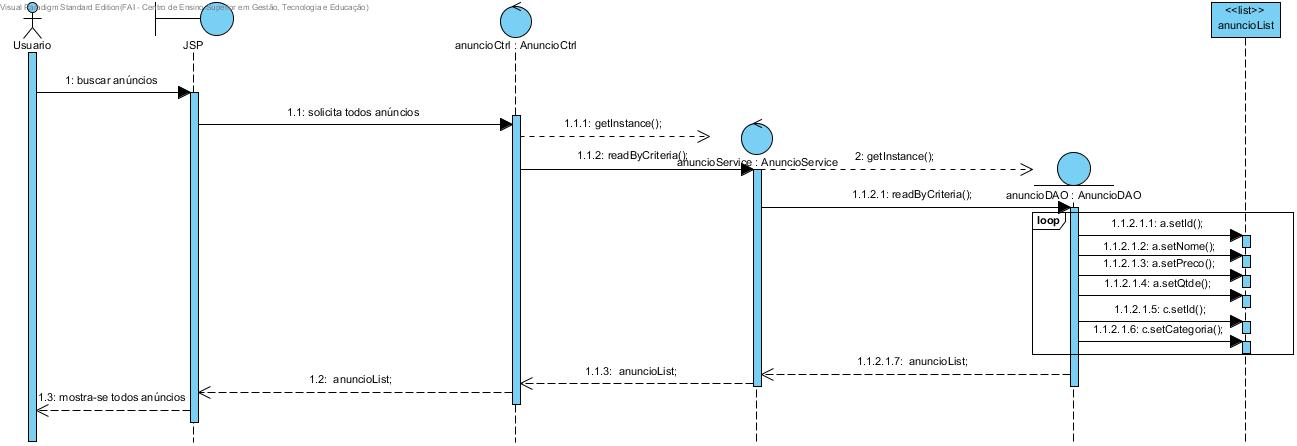 Visual Paradigm Standard Edition(FAI - Centro de Ensino Superior em Gestão, Tecnologia e Educação)
<<list>>
anuncioList
Usuario
JSP
anuncioCtrl : AnuncioCtrl
1: buscar anúncios
1.1: solicita todos anúncios
1.1.1: getInstance();
1.1.2: readByCriteria();
anuncioService : AnuncioService
2: getInstance();
1.1.2.1: readByCriteria();
anuncioDAO : AnuncioDAO
loop
1.1.2.1.1: a.setId();
1.1.2.1.2: a.setNome();
1.1.2.1.3: a.setPreco();
1.1.2.1.4: a.setQtde();
1.1.2.1.5: c.setId();
1.1.2.1.6: c.setCategoria();
1.1.2.1.7: anuncioList;
1.1.3: anuncioList;
1.2: anuncioList;
1.3: mostra-se todos anúncios